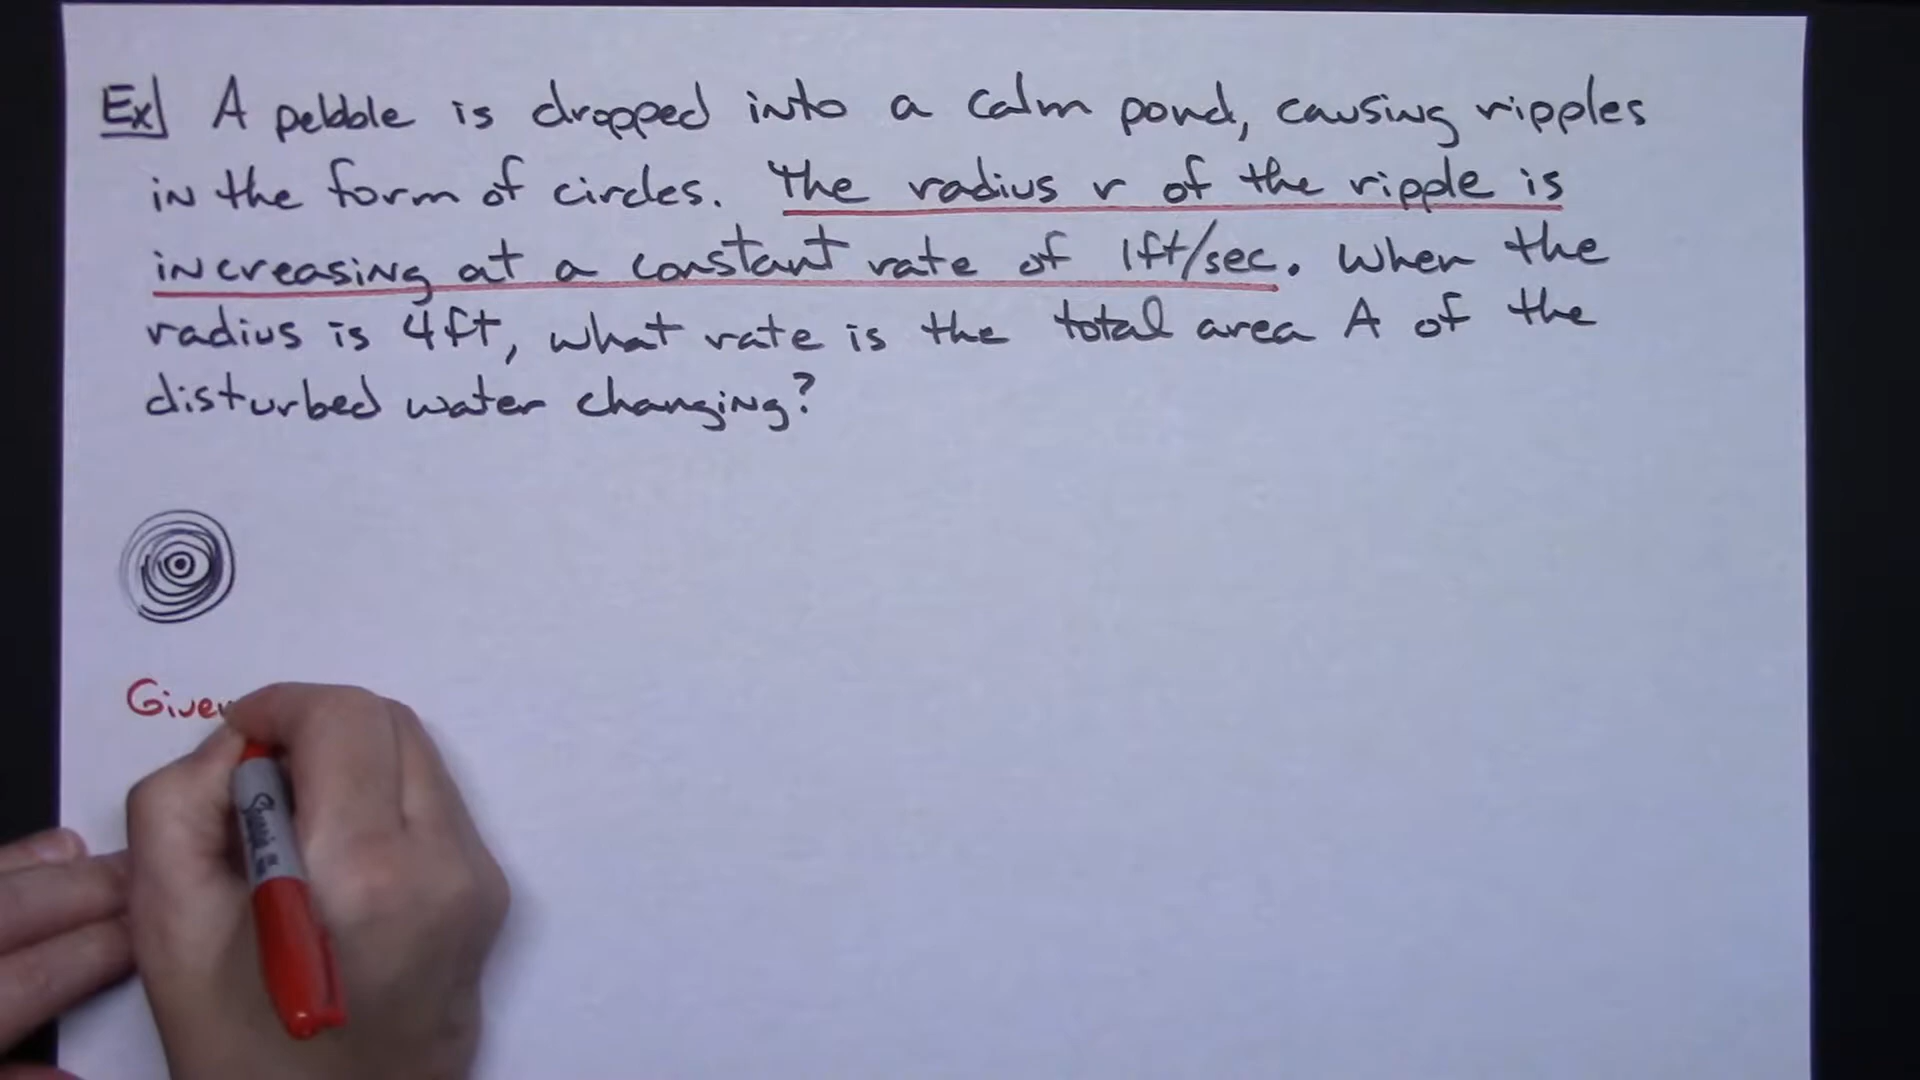 Ex A pebble is dropped into a calm pond, causing ripples
in the form of circles. The radius r of the ripple is
increasing at a constant rate of 1ft/sec. When the
radius is 4ft, what rate is the total area A of the
disturbed water changing?
Given
Sharpie